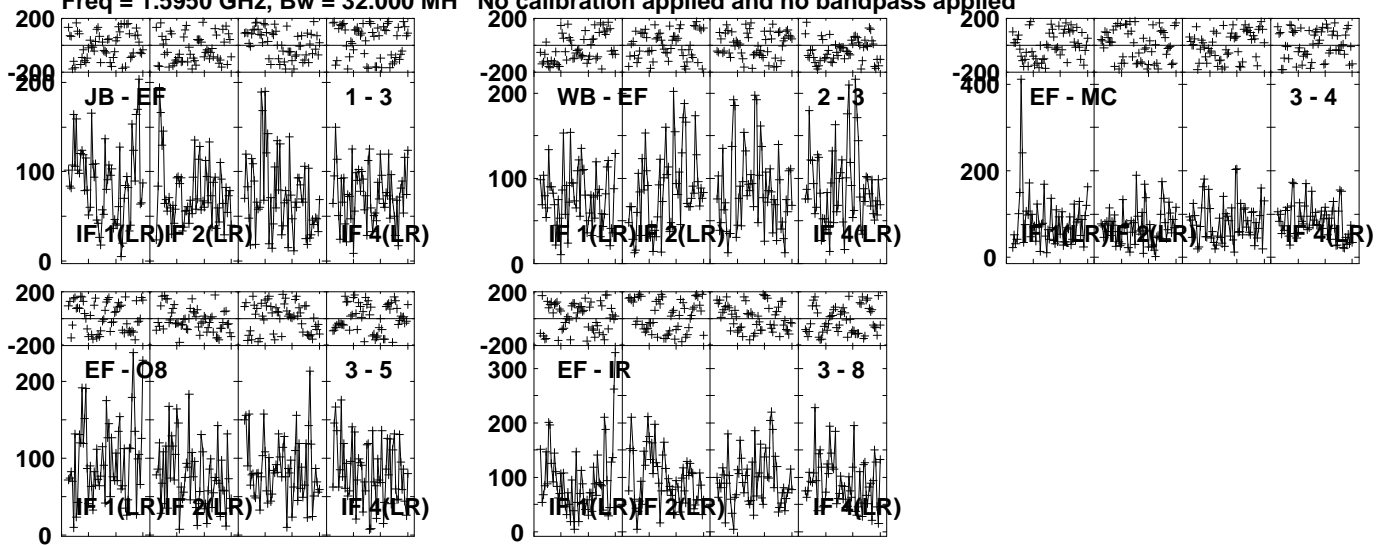 Freq = 1.5950 GHz, Bw = 32.000 MH No calibration applied and no bandpass applied
200
-200
200
100
0
JB - EF 1 - 3
IF 1(LR) IF 2(LR) IF 4(LR)
-200
200
100
0
WB - EF 2 - 3
IF 1(LR) IF 2(LR) IF 4(LR)
-200
400
200
0
EF - MC 3 - 4
IF 1(LR) IF 2(LR) IF 4(LR)
200
-200
200
100
0
EF - O8 3 - 5
IF 1(LR) IF 2(LR) IF 4(LR)
200
-200
300
200
100
0
EF - IR 3 - 8
IF 1(LR) IF 2(LR) IF 4(LR)